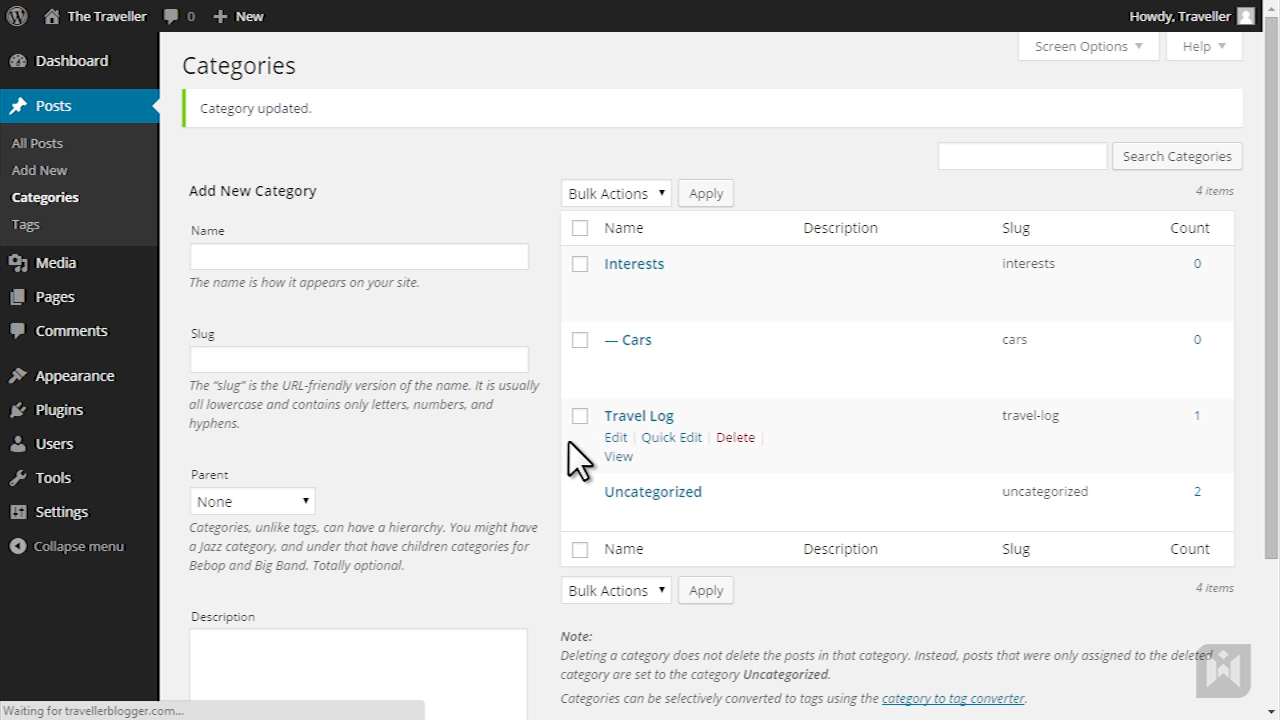 The Traveller
0
New
Howdy, Traveller
Dashboard
Posts
All Posts
Add New
Categories
Tags
Media
Pages
Comments
Appearance
Plugins
Users
Tools
Settings
Collapse menu
Screen Options
Help
Categories
Category updated.
Search Categories
Add New Category
Name
The name is how it appears on your site.
Slug
The “slug” is the URL-friendly version of the name. It is usually
all lowercase and contains only letters, numbers, and
hyphens.
Parent
None
Categories, unlike tags, can have a hierarchy. You might have
a Jazz category, and under that have children categories for
Bebop and Big Band. Totally optional.
Description
Bulk Actions Apply 4 items
Name Description Slug Count
Interests interests 0
— Cars cars 0
Travel Log travel-log 1
Edit | Quick Edit | Delete |
View
Uncategorized uncategorized 2
Name Description Slug Count
Bulk Actions Apply 4 items
Note:
Deleting a category does not delete the posts in that category. Instead, posts that were only assigned to the deleted
category are set to the category Uncategorized.
Categories can be selectively converted to tags using the category to tag converter.
Waiting for travellerblogger.com...